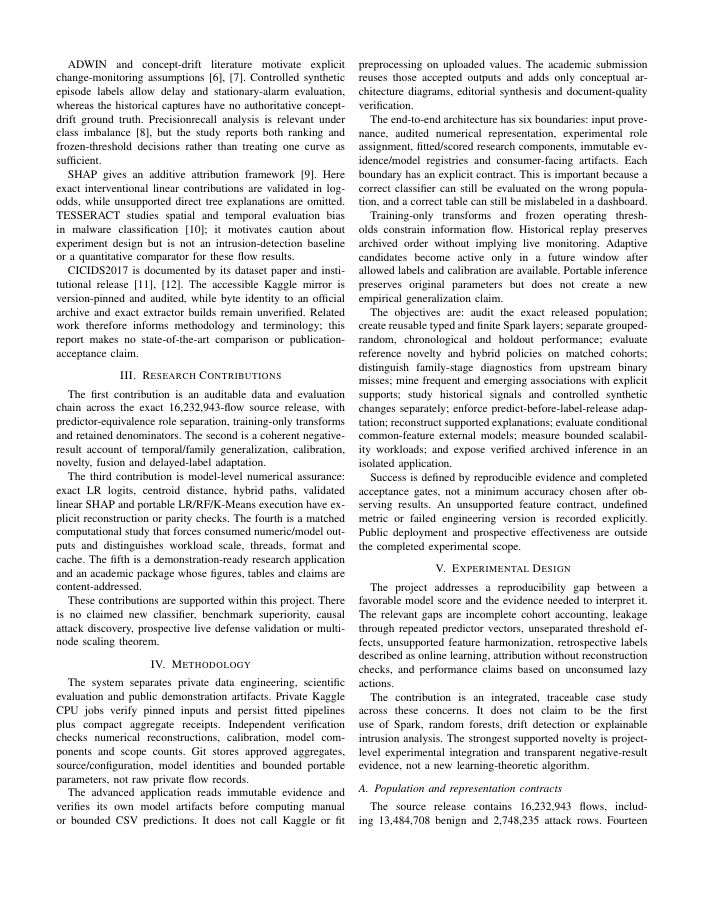 ADWIN and concept-drift literature motivate explicit
change-monitoring assumptions [6], [7]. Controlled synthetic
episode labels allow delay and stationary-alarm evaluation,
whereas the historical captures have no authoritative concept-
drift ground truth. Precisionrecall analysis is relevant under
class imbalance [8], but the study reports both ranking and
frozen-threshold decisions rather than treating one curve as
sufficient.
SHAP gives an additive attribution framework [9]. Here
exact interventional linear contributions are validated in log-
odds, while unsupported direct tree explanations are omitted.
TESSERACT studies spatial and temporal evaluation bias
in malware classification [10]; it motivates caution about
experiment design but is not an intrusion-detection baseline
or a quantitative comparator for these flow results.
CICIDS2017 is documented by its dataset paper and insti-
tutional release [11], [12]. The accessible Kaggle mirror is
version-pinned and audited, while byte identity to an official
archive and exact extractor builds remain unverified. Related
work therefore informs methodology and terminology; this
report makes no state-of-the-art comparison or publication-
acceptance claim.
III. Research Contributions
The first contribution is an auditable data and evaluation
chain across the exact 16,232,943-flow source release, with
predictor-equivalence role separation, training-only transforms
and retained denominators. The second is a coherent negative-
result account of temporal/family generalization, calibration,
novelty, fusion and delayed-label adaptation.
The third contribution is model-level numerical assurance:
exact LR logits, centroid distance, hybrid paths, validated
linear SHAP and portable LR/RF/K-Means execution have ex-
plicit reconstruction or parity checks. The fourth is a matched
computational study that forces consumed numeric/model out-
puts and distinguishes workload scale, threads, format and
cache. The fifth is a demonstration-ready research application
and an academic package whose figures, tables and claims are
content-addressed.
These contributions are supported within this project. There
is no claimed new classifier, benchmark superiority, causal
attack discovery, prospective live defense validation or multi-
node scaling theorem.
IV. Methodology
The system separates private data engineering, scientific
evaluation and public demonstration artifacts. Private Kaggle
CPU jobs verify pinned inputs and persist fitted pipelines
plus compact aggregate receipts. Independent verification
checks numerical reconstructions, calibration, model com-
ponents and scope counts. Git stores approved aggregates,
source/configuration, model identities and bounded portable
parameters, not raw private flow records.
The advanced application reads immutable evidence and
verifies its own model artifacts before computing manual
or bounded CSV predictions. It does not call Kaggle or fit
preprocessing on uploaded values. The academic submission
reuses those accepted outputs and adds only conceptual ar-
chitecture diagrams, editorial synthesis and document-quality
verification.
The end-to-end architecture has six boundaries: input prove-
nance, audited numerical representation, experimental role
assignment, fitted/scored research components, immutable ev-
idence/model registries and consumer-facing artifacts. Each
boundary has an explicit contract. This is important because a
correct classifier can still be evaluated on the wrong popula-
tion, and a correct table can still be mislabeled in a dashboard.
Training-only transforms and frozen operating thresh-
olds constrain information flow. Historical replay preserves
archived order without implying live monitoring. Adaptive
candidates become active only in a future window after
allowed labels and calibration are available. Portable inference
preserves original parameters but does not create a new
empirical generalization claim.
The objectives are: audit the exact released population;
create reusable typed and finite Spark layers; separate grouped-
random, chronological and holdout performance; evaluate
reference novelty and hybrid policies on matched cohorts;
distinguish family-stage diagnostics from upstream binary
misses; mine frequent and emerging associations with explicit
supports; study historical signals and controlled synthetic
changes separately; enforce predict-before-label-release adap-
tation; reconstruct supported explanations; evaluate conditional
common-feature external models; measure bounded scalabil-
ity workloads; and expose verified archived inference in an
isolated application.
Success is defined by reproducible evidence and completed
acceptance gates, not a minimum accuracy chosen after ob-
serving results. An unsupported feature contract, undefined
metric or failed engineering version is recorded explicitly.
Public deployment and prospective effectiveness are outside
the completed experimental scope.
V. Experimental Design
The project addresses a reproducibility gap between a
favorable model score and the evidence needed to interpret it.
The relevant gaps are incomplete cohort accounting, leakage
through repeated predictor vectors, unseparated threshold ef-
fects, unsupported feature harmonization, retrospective labels
described as online learning, attribution without reconstruction
checks, and performance claims based on unconsumed lazy
actions.
The contribution is an integrated, traceable case study
across these concerns. It does not claim to be the first
use of Spark, random forests, drift detection or explainable
intrusion analysis. The strongest supported novelty is project-
level experimental integration and transparent negative-result
evidence, not a new learning-theoretic algorithm.
A. Population and representation contracts
The source release contains 16,232,943 flows, includ-
ing 13,484,708 benign and 2,748,235 attack rows. Fourteen